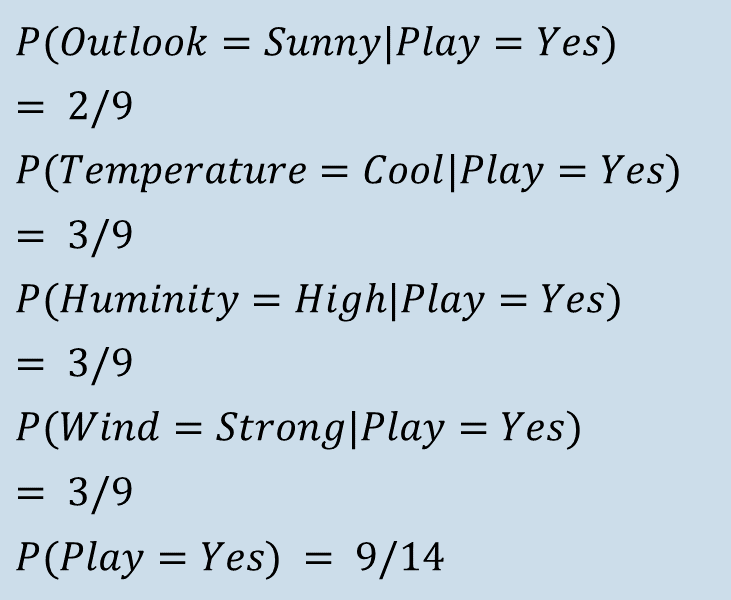 P(Outlook = Sunny|Play = Yes)
= 2/9
P(Temperature = Cool|Play = Yes)
= 3/9
P(Huminity = High|Play = Yes)
= 3/9
P(Wind = Strong|Play = Yes)
= 3/9
P(Play = Yes) = 9/14